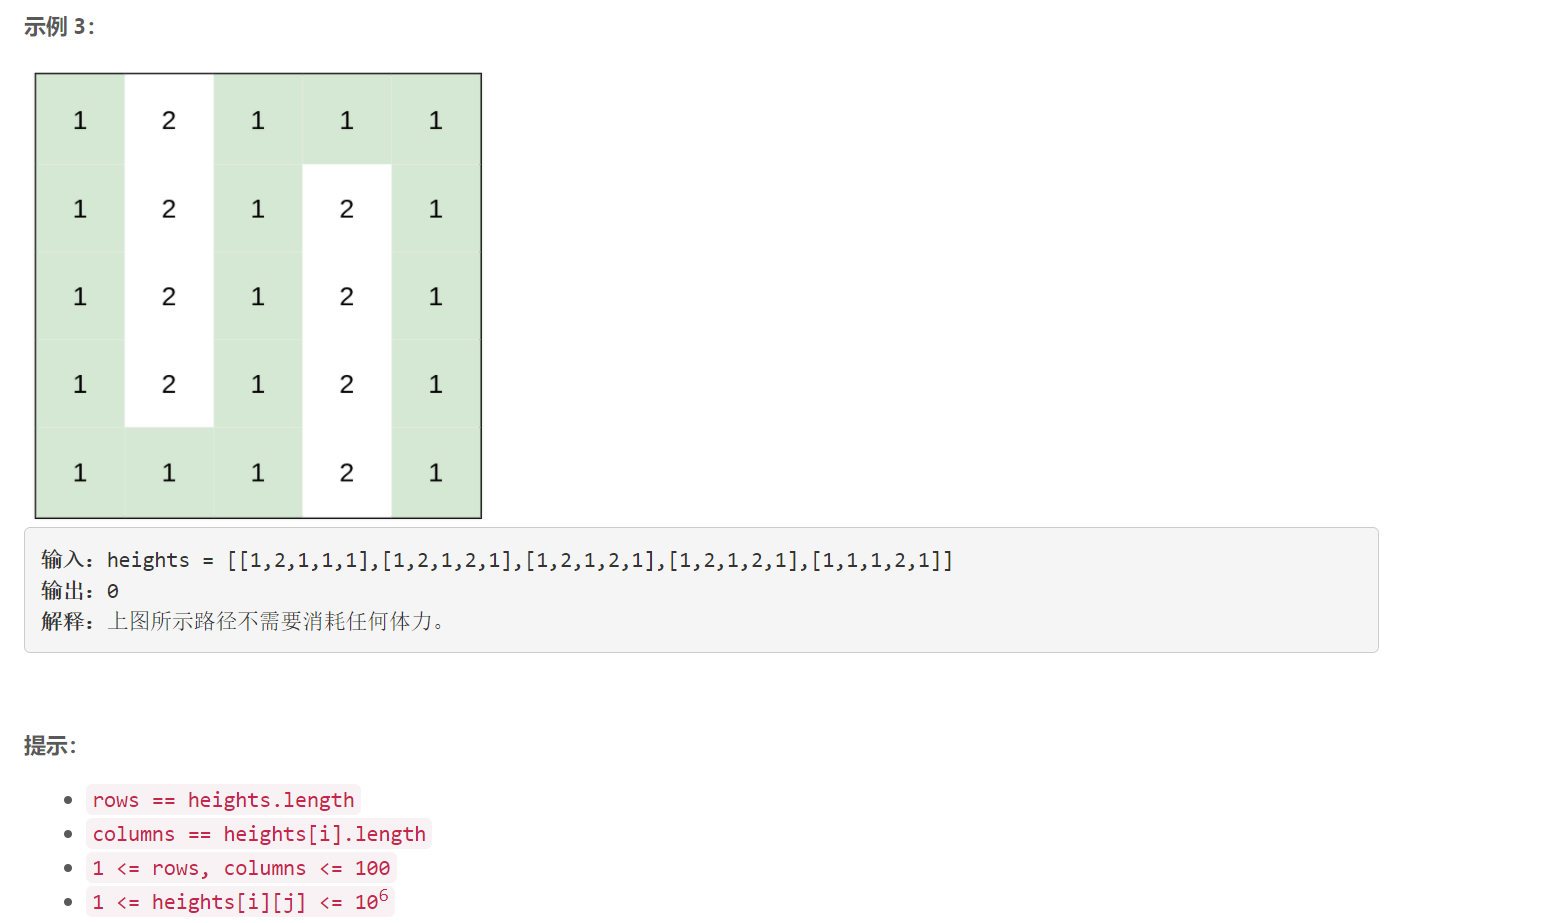 示例 3：
1 2 1 1 1
1 2 1 2 1
1 2 1 2 1
1 2 1 2 1
1 1 1 2 1
输入：heights = [[1,2,1,1,1],[1,2,1,2,1],[1,2,1,2,1],[1,2,1,2,1],[1,1,1,2,1]]
输出：0
解释：上图所示路径不需要消耗任何体力。
提示：
rows == heights.length
columns == heights[i].length
1 <= rows, columns <= 100
1 <= heights[i][j] <= 10⁶